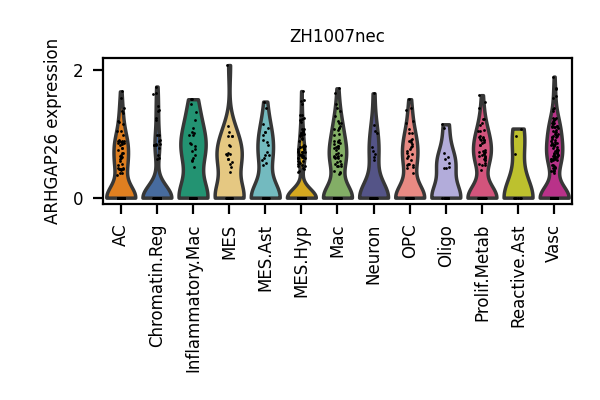 ZH1007nec
ARHGAP26 expression
2
0
AC
Chromatin.Reg
Inflammatory.Mac
MES
MES.Ast
MES.Hyp
Mac
Neuron
OPC
Oligo
Prolif.Metab
Reactive.Ast
Vasc